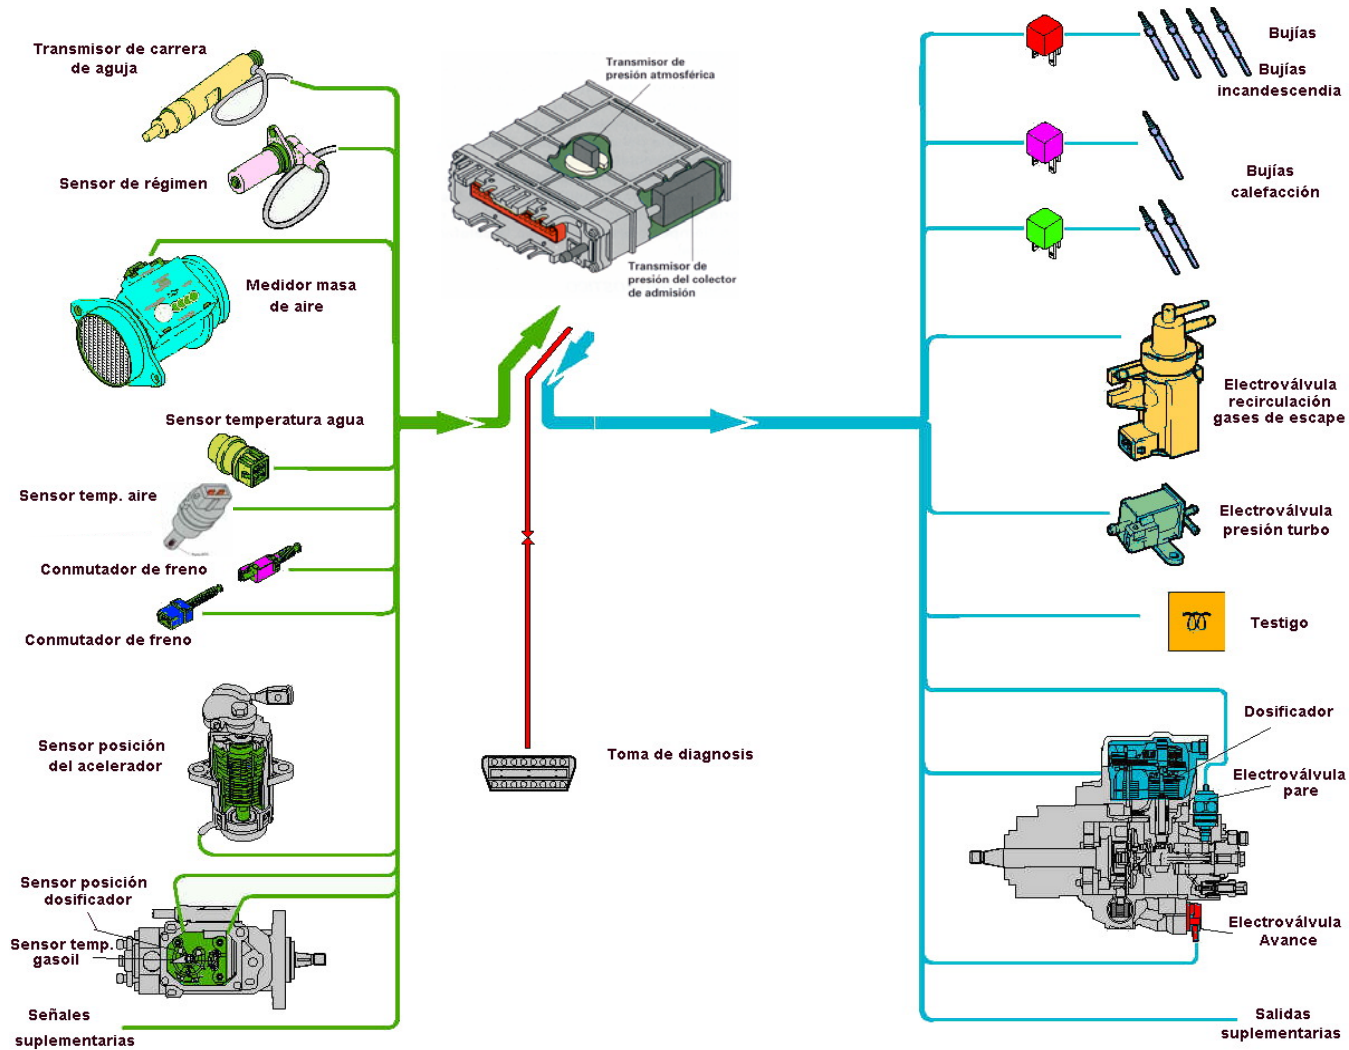 Transmisor de carrera
de aguja
Sensor de régimen
Medidor masa
de aire
Sensor temperatura agua
Sensor temp. aire
Conmutador de freno
Conmutador de freno
Sensor posición
del acelerador
Sensor posición
dosificador
Sensor temp.
gasoil
Señales
suplementarias
Transmisor de
presión atmosférica
Transmisor de
presión del colector
de admisión
Toma de diagnosis
Bujías
Bujías
incandescendia
Bujías
calefacción
Electroválvula
recirculación
gases de escape
Electroválvula
presión turbo
Testigo
Dosificador
Electroválvula
pare
Electroválvula
Avance
Salidas
suplementarias